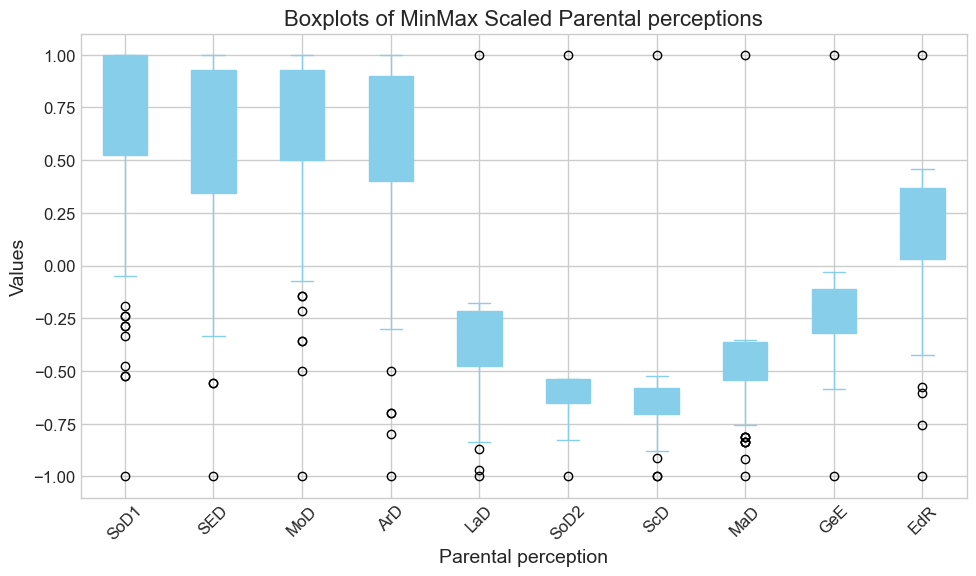 Boxplots of MinMax Scaled Parental perceptions
Values
1.00
0.75
0.50
0.25
0.00
−0.25
−0.50
−0.75
−1.00
SoD1
SED
MoD
ArD
LaD
SoD2
ScD
MaD
GeE
EdR
Parental perception